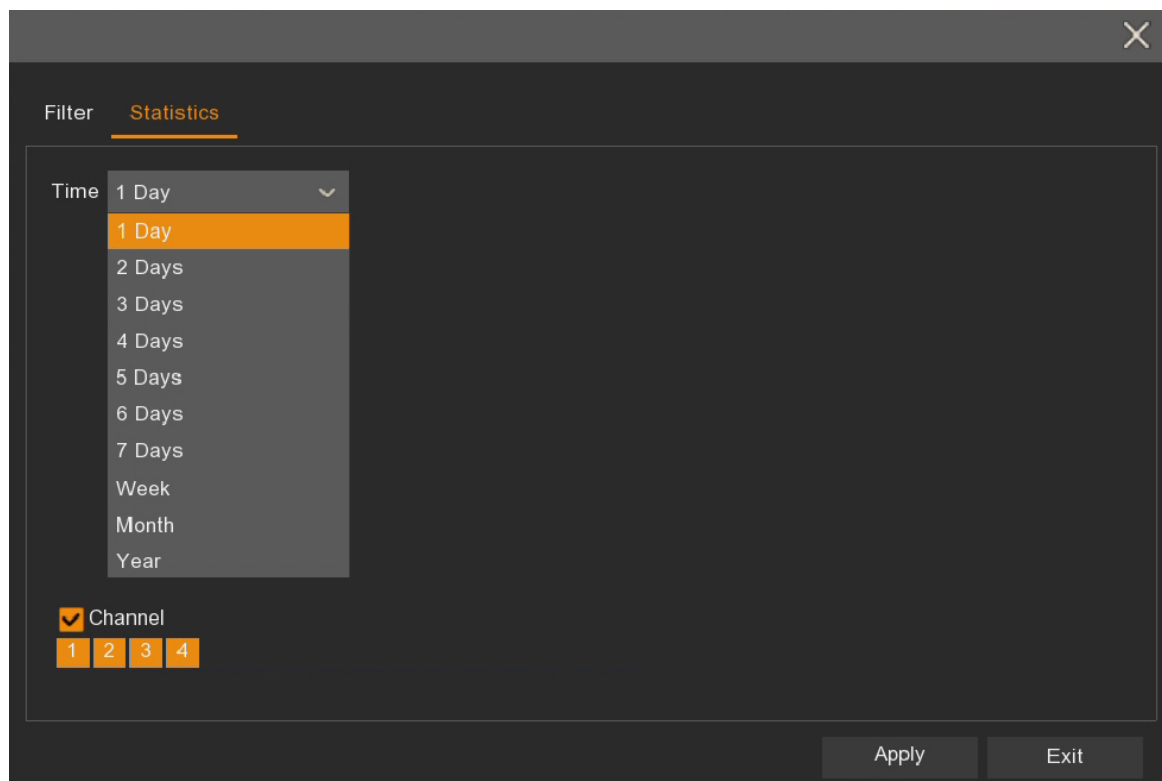 Filter Statistics
Time 1 Day
1 Day
2 Days
3 Days
4 Days
5 Days
6 Days
7 Days
Week
Month
Year
Channel
1 2 3 4
Apply Exit